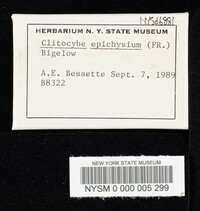 HERBARIUM N. Y. STATE MUSEUM
Clitocybe epichysium (FR.)
Bigelow
A.E. Bessette Sept. 7, 1989
B8322
NEW YORK STATE MUSEUM
NYSM 0 000 005 299